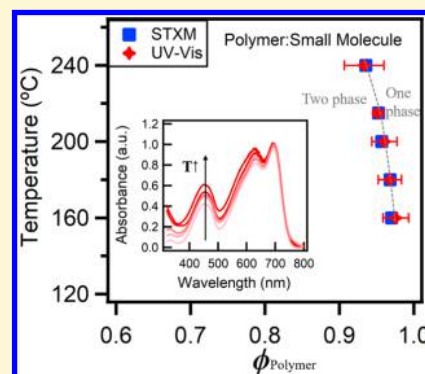 STXM
UV-Vis
Polymer:Small Molecule
Temperature (ºC)
240
200
160
120
Two phase
One phase
Absorbance (a.u.)
1.0
0.8
0.6
0.4
0.2
0.0
T↑
400 500 600 700 800
Wavelength (nm)
0.6 0.7 0.8 0.9 1.0
ϕPolymer